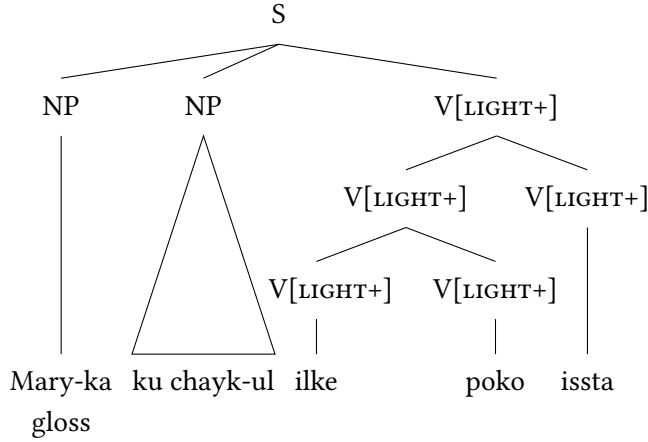 S
NP NP V[LIGHT+]
V[LIGHT+] V[LIGHT+]
V[LIGHT+] V[LIGHT+]
Mary-ka ku chayk-ul ilke poko issta
gloss